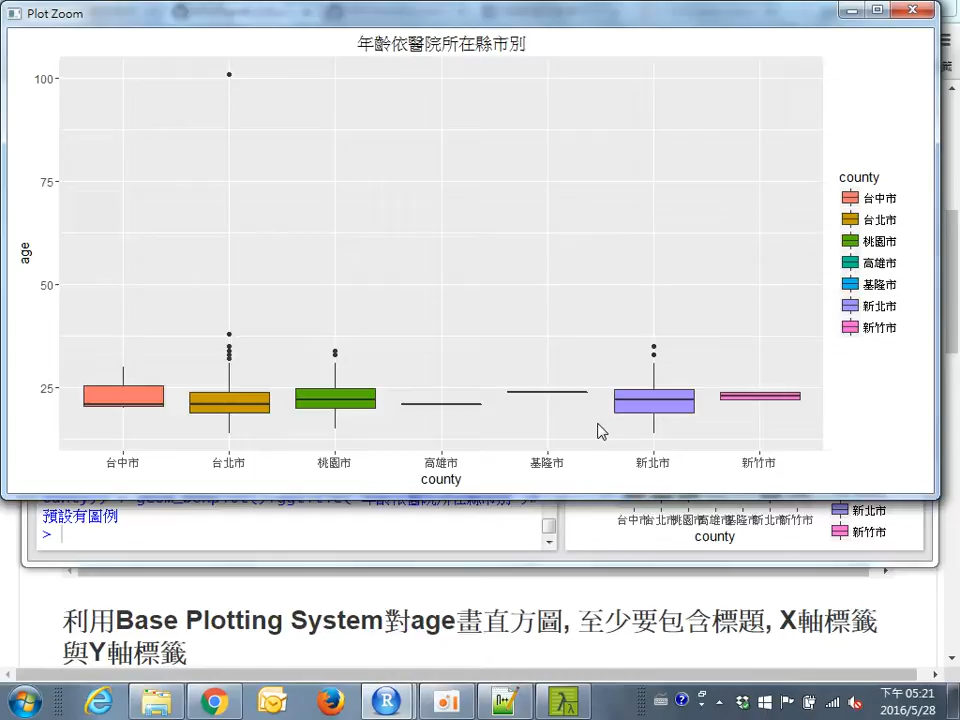 Plot Zoom
年齡依醫院所在縣市別
100
75
50
25
age
台中市
台北市
桃園市
高雄市
基隆市
新北市
新竹市
county
county
台中市
台北市
桃園市
高雄市
基隆市
新北市
新竹市
預設有圖例
>
台中市台北市桃園市高雄市基隆市新北市新竹市
county
新北市
新竹市
利用Base Plotting System對age畫直方圖, 至少要包含標題, X軸標籤
與Y軸標籤
下午 05:21
2016/5/28